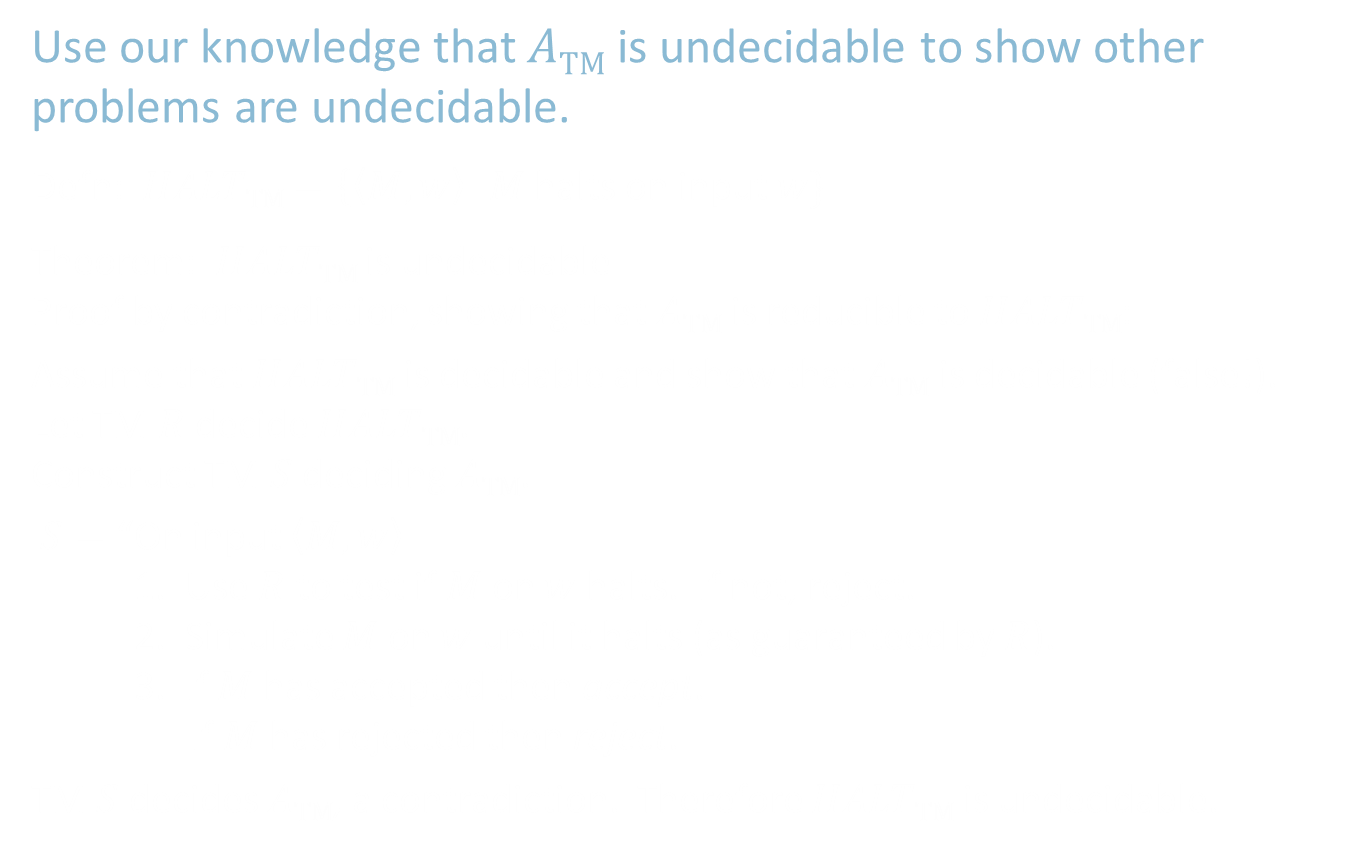 Use our knowledge that A_TM is undecidable to show other
problems are undecidable.